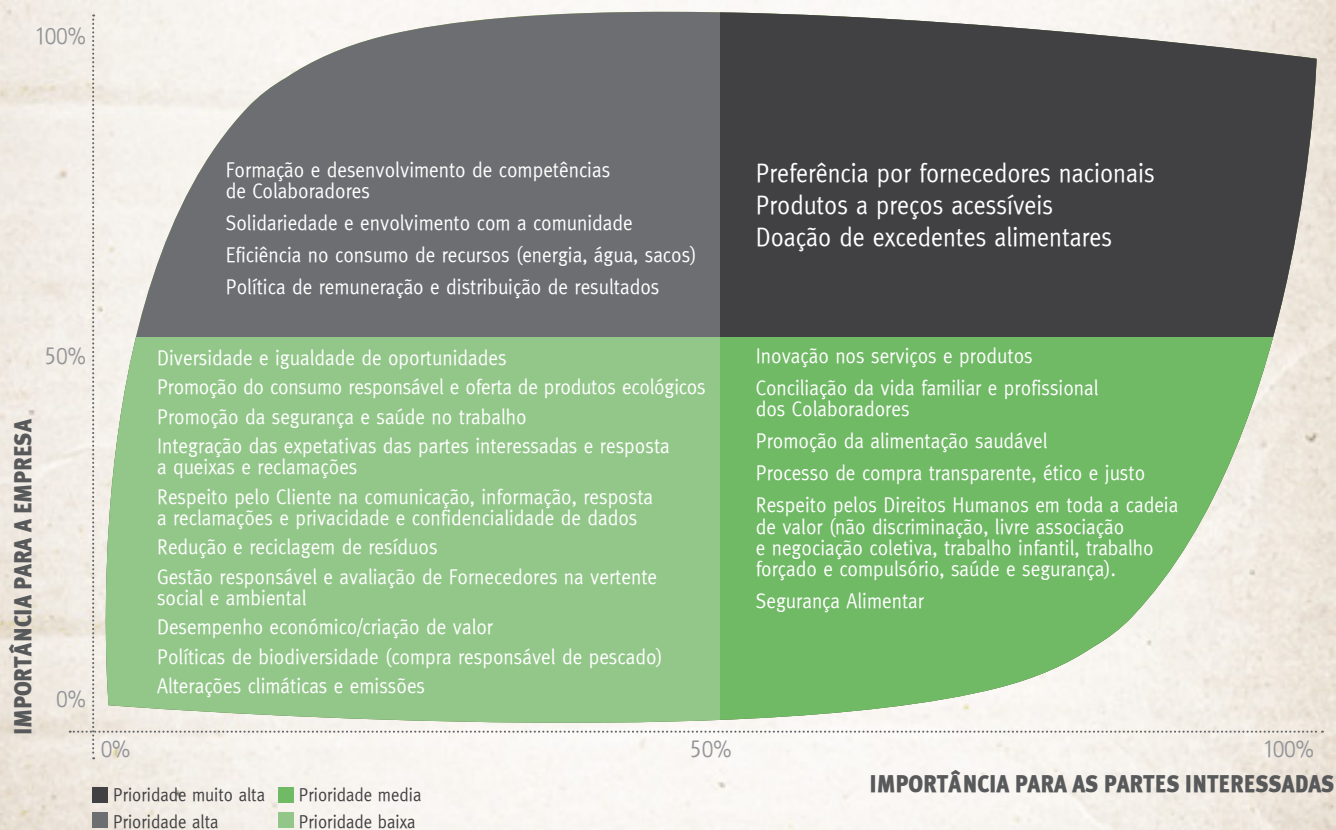 100%
Formação e desenvolvimento de competências
de Colaboradores
Solidariedade e envolvimento com a comunidade
Eficiência no consumo de recursos (energia, água, sacos)
Política de remuneração e distribuição de resultados
Preferência por fornecedores nacionais
Produtos a preços acessíveis
Doação de excedentes alimentares
50%
Diversidade e igualdade de oportunidades
Promoção do consumo responsável e oferta de produtos ecológicos
Promoção da segurança e saúde no trabalho
Integração das expetativas das partes interessadas e resposta
a queixas e reclamações
Respeito pelo Cliente na comunicação, informação, resposta
a reclamações e privacidade e confidencialidade de dados
Redução e reciclagem de resíduos
Gestão responsável e avaliação de Fornecedores na vertente
social e ambiental
Desempenho económico/criação de valor
Políticas de biodiversidade (compra responsável de pescado)
Alterações climáticas e emissões
Inovação nos serviços e produtos
Conciliação da vida familiar e profissional
dos Colaboradores
Promoção da alimentação saudável
Processo de compra transparente, ético e justo
Respeito pelos Direitos Humanos em toda a cadeia
de valor (não discriminação, livre associação
e negociação coletiva, trabalho infantil, trabalho
forçado e compulsório, saúde e segurança).
Segurança Alimentar
0%
IMPORTÂNCIA PARA A EMPRESA
0%
50%
100%
IMPORTÂNCIA PARA AS PARTES INTERESSADAS
Prioridade muito alta
Prioridade media
Prioridade alta
Prioridade baixa